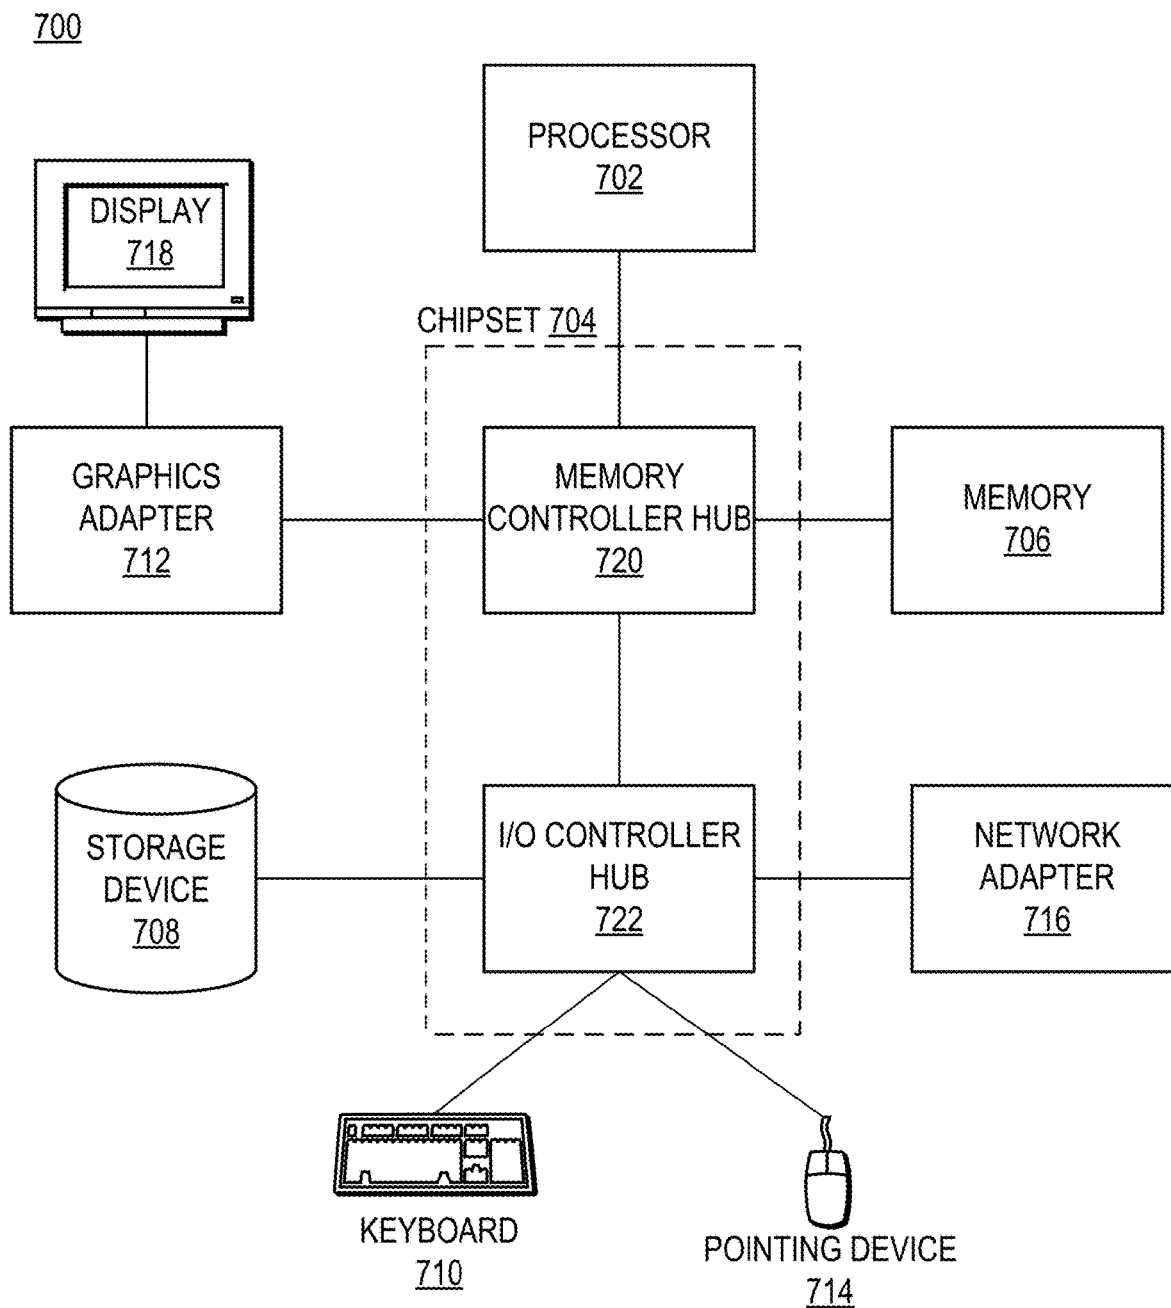 700
PROCESSOR
702
DISPLAY
718
CHIPSET 704
GRAPHICS
ADAPTER
712
MEMORY
CONTROLLER HUB
720
MEMORY
706
STORAGE
DEVICE
708
I/O CONTROLLER
HUB
722
NETWORK
ADAPTER
716
KEYBOARD
710
POINTING DEVICE
714